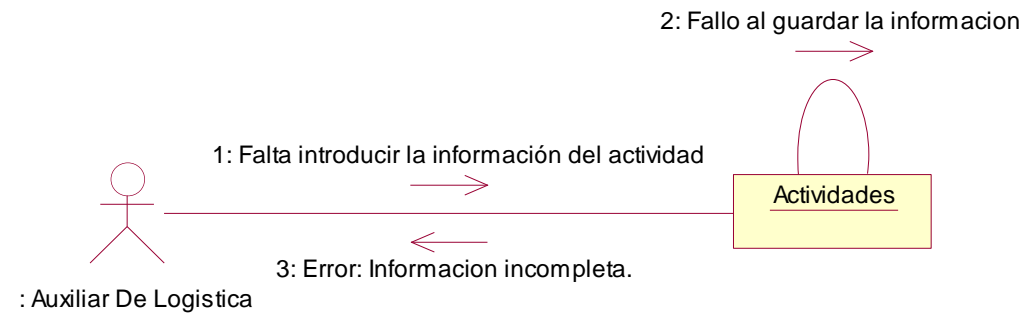 2: Fallo al guardar la informacion
1: Falta introducir la información del actividad
Actividades
3: Error: Informacion incompleta.
: Auxiliar De Logistica